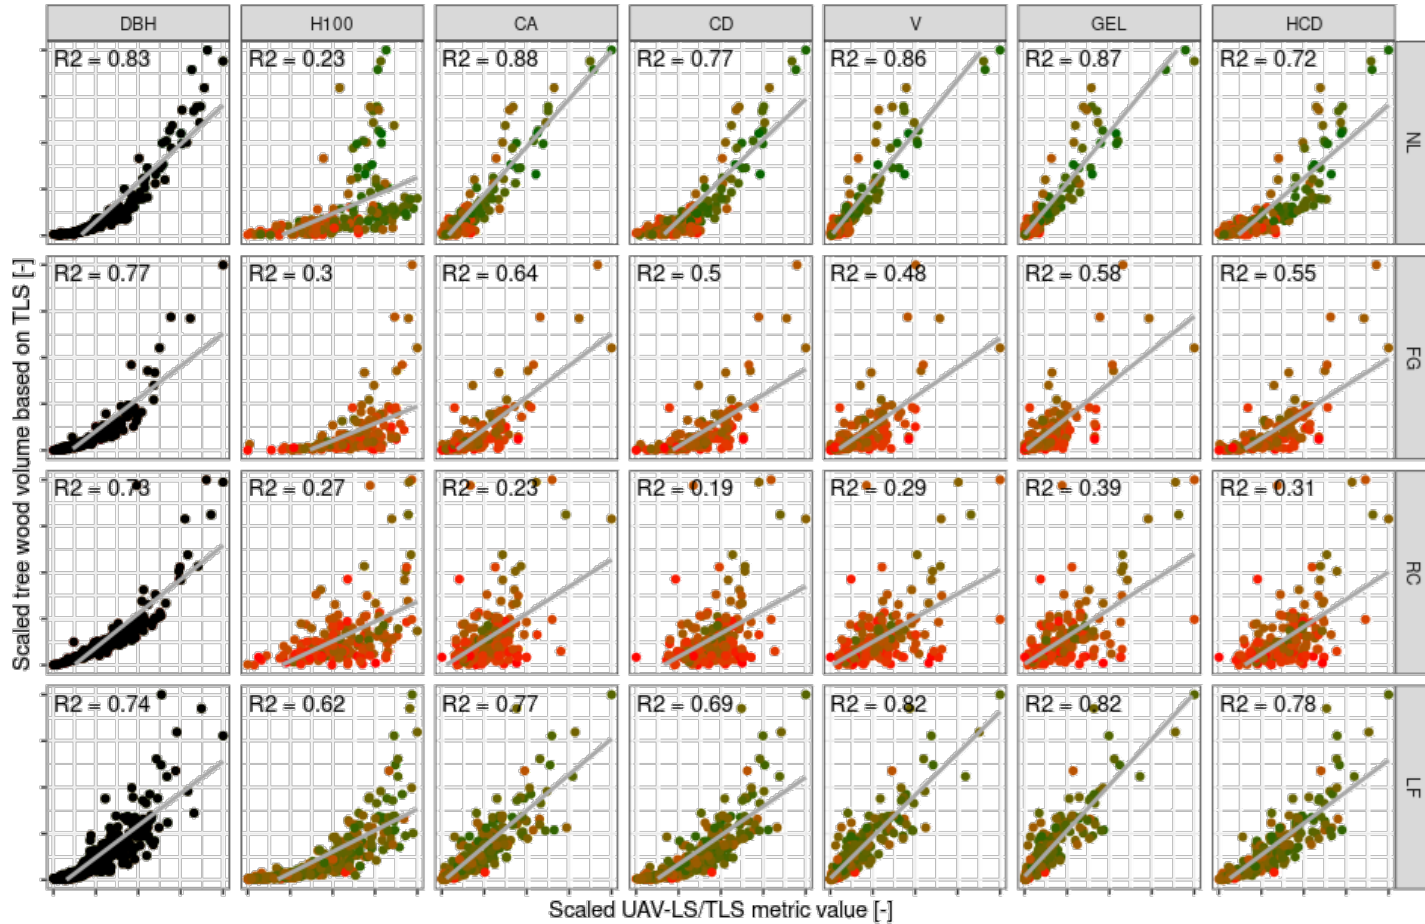 DBH H100 CA CD V GEL HCD
R2 = 0.83 R2 = 0.23 R2 = 0.88 R2 = 0.77 R2 = 0.86 R2 = 0.87 R2 = 0.72
NL
R2 = 0.77 R2 = 0.3 R2 = 0.64 R2 = 0.5 R2 = 0.48 R2 = 0.58 R2 = 0.55
FG
R2 = 0.73 R2 = 0.27 R2 = 0.23 R2 = 0.19 R2 = 0.29 R2 = 0.39 R2 = 0.31
RC
R2 = 0.74 R2 = 0.62 R2 = 0.77 R2 = 0.69 R2 = 0.82 R2 = 0.82 R2 = 0.78
LF
Scaled tree wood volume based on TLS [-]
Scaled UAV-LS/TLS metric value [-]